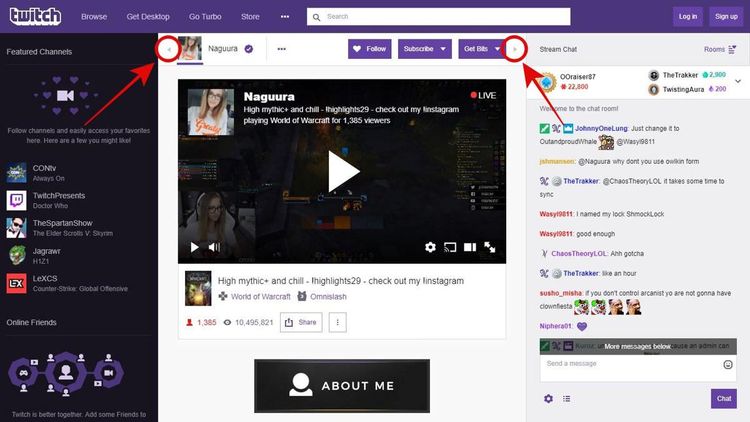 twitch
Browse
Get Desktop
Go Turbo
Store
•••
Search
Log in
Sign up
Featured Channels
Follow channels and easily access your favorites
here. Here are a few you might like!
CONtv
Always On
TwitchPresents
Doctor Who
TheSpartanShow
The Elder Scrolls V: Skyrim
Jagrawr
H1Z1
LeXCS
Counter-Strike: Global Offensive
Online Friends
Twitch is better together. Add some Friends to
Naguura
•••
Follow
Subscribe
Get Bits
Naguura
LIVE
High mythic+ and chill - !highlights29 - check out my !instagram
playing World of Warcraft for 1,385 viewers
High mythic+ and chill - !highlights29 - check out my !instagram
World of Warcraft
Omnislash
1,385
10,495,821
Share
ABOUT ME
Stream Chat
Rooms
OOraiser87
22,800
TheTrakker
2,900
TwistingAura
200
Welcome to the chat room!
JohnnyOneLung: Just change it to
OutandproudWhale @Wasyl9811
jshmansen: @Naguura why dont you use owlkin form
TheTrakker: @ChaosTheoryLOL it takes some time to
sync
Wasyl9811: I named my lock ShmockLock
Wasyl9811: good enough
ChaosTheoryLOL: Ahh gotcha
TheTrakker: like an hour
susho_misha: if you don't control arcanist yo are not gonna have
clownfiesta
Niphera01:
More messages below.
Send a message
Chat